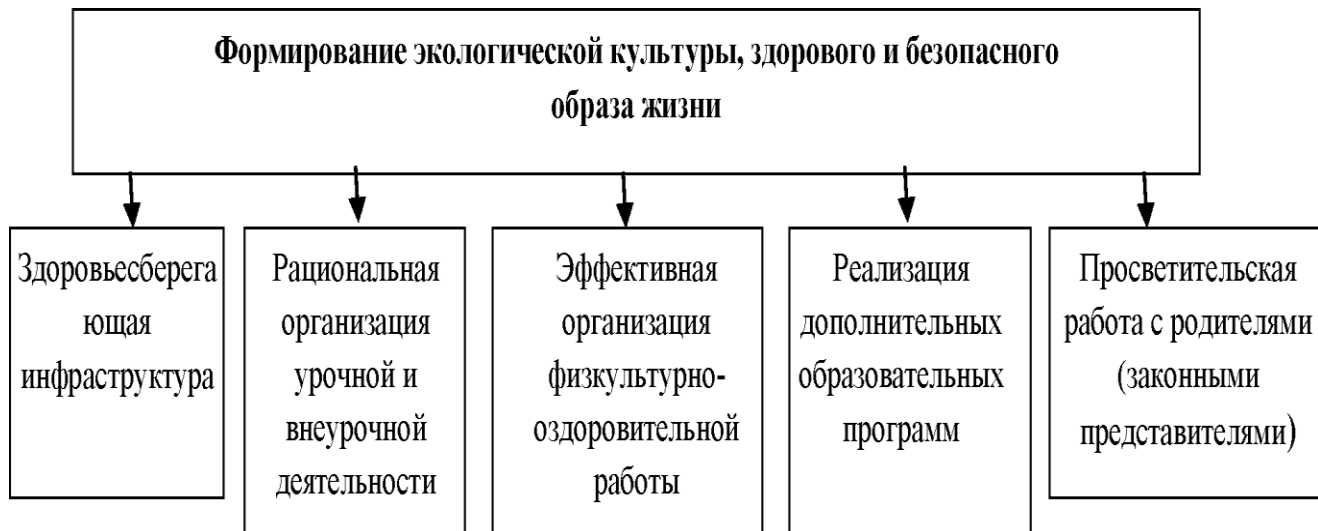 Формирование экологической культуры, здорового и безопасного
образа жизни
Здоровьесберега
ющая
инфраструктура
Рациональная
организация
урочной и
внеурочной
деятельности
Эффективная
организация
физкультурно-
оздоровительной
работы
Реализация
дополнительных
образовательных
программ
Просветительская
работа с родителями
(законными
представителями)